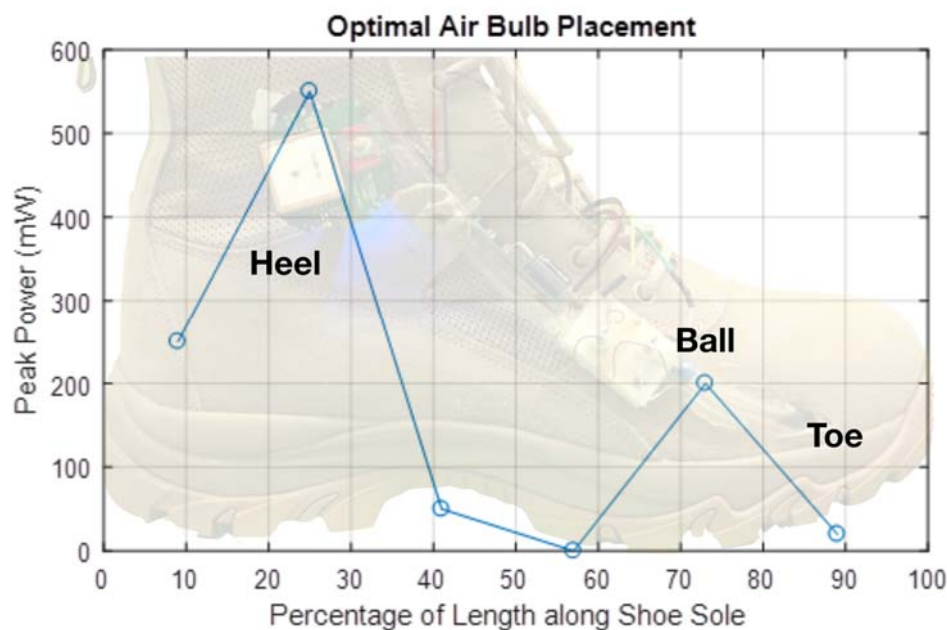 Optimal Air Bulb Placement
600
500
400
300
200
100
0
Peak Power (mW)
Heel
Ball
Toe
0 10 20 30 40 50 60 70 80 90 100
Percentage of Length along Shoe Sole